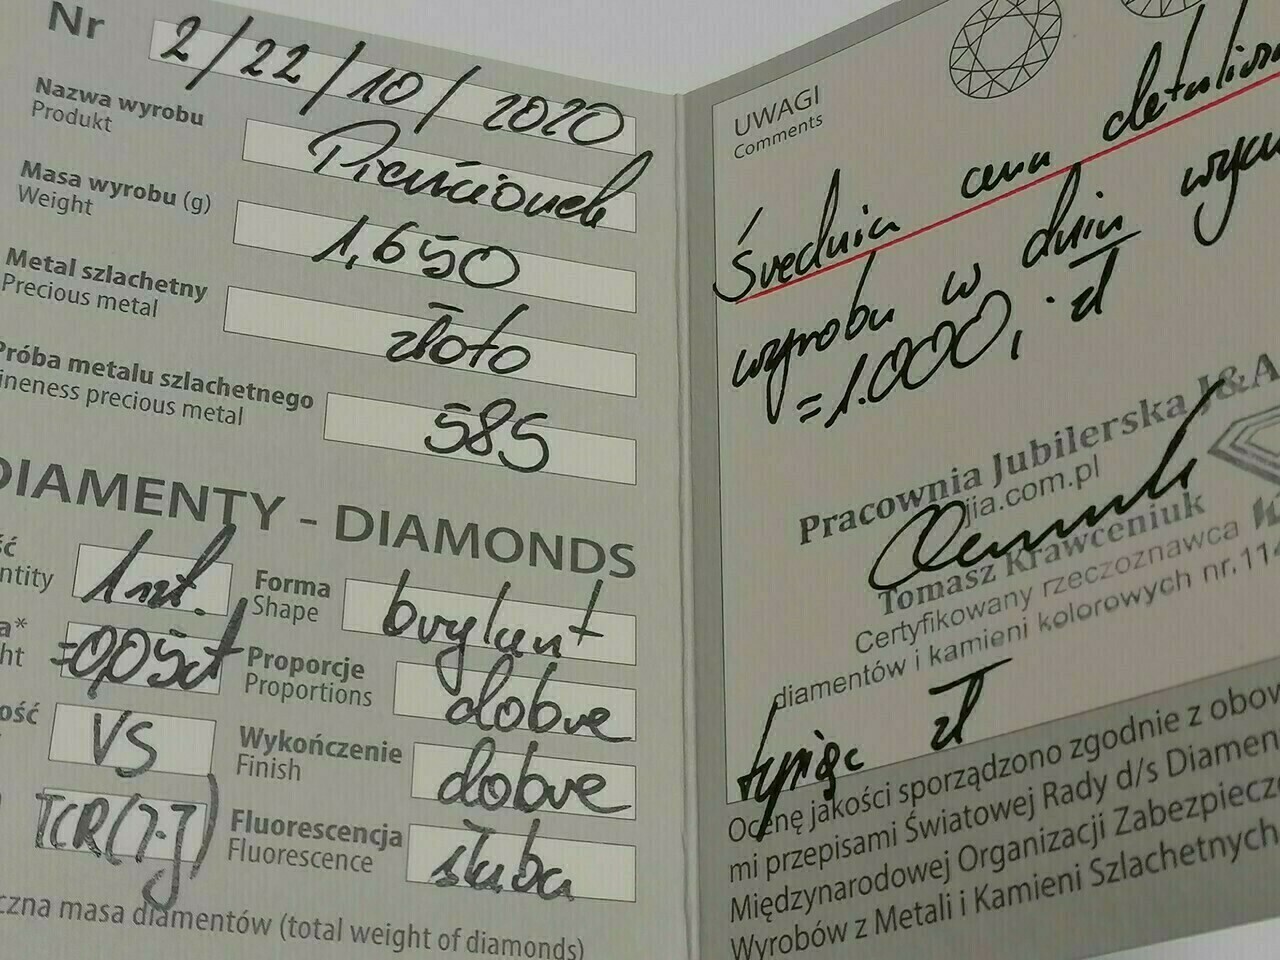 Nr 2/22/10/2020
Nazwa wyrobu Pierścionek
Produkt
Masa wyrobu (g) 1,650
Weight
Metal szlachetny złoto
Precious metal
Próba metalu szlachetnego 585
ineness precious metal
DIAMENTY - DIAMONDS
ść 1 szt. Forma brylant
ntity Shape
a* =0,05ct Proporcje dobre
ht Proportions
ość VS Wykończenie dobre
Finish
TCR(I-J) Fluorescencja słaba
Fluorescence
czna masa diamentów (total weight of diamonds)
UWAGI
Comments
Średnia cena detaliczn
wyrobu w dniu wyce
=1.000,- zł
Pracownia Jubilerska J&A
jia.com.pl
Tomasz Krawceniuk
Certyfikowany rzeczoznawca
diamentów i kamieni kolorowych nr.114
tysiąc zł
Ocenę jakości sporządzono zgodnie z obow
mi przepisami Światowej Rady d/s Diamen
Międzynarodowej Organizacji Zabezpiecze
Wyrobów z Metali i Kamieni Szlachetnych